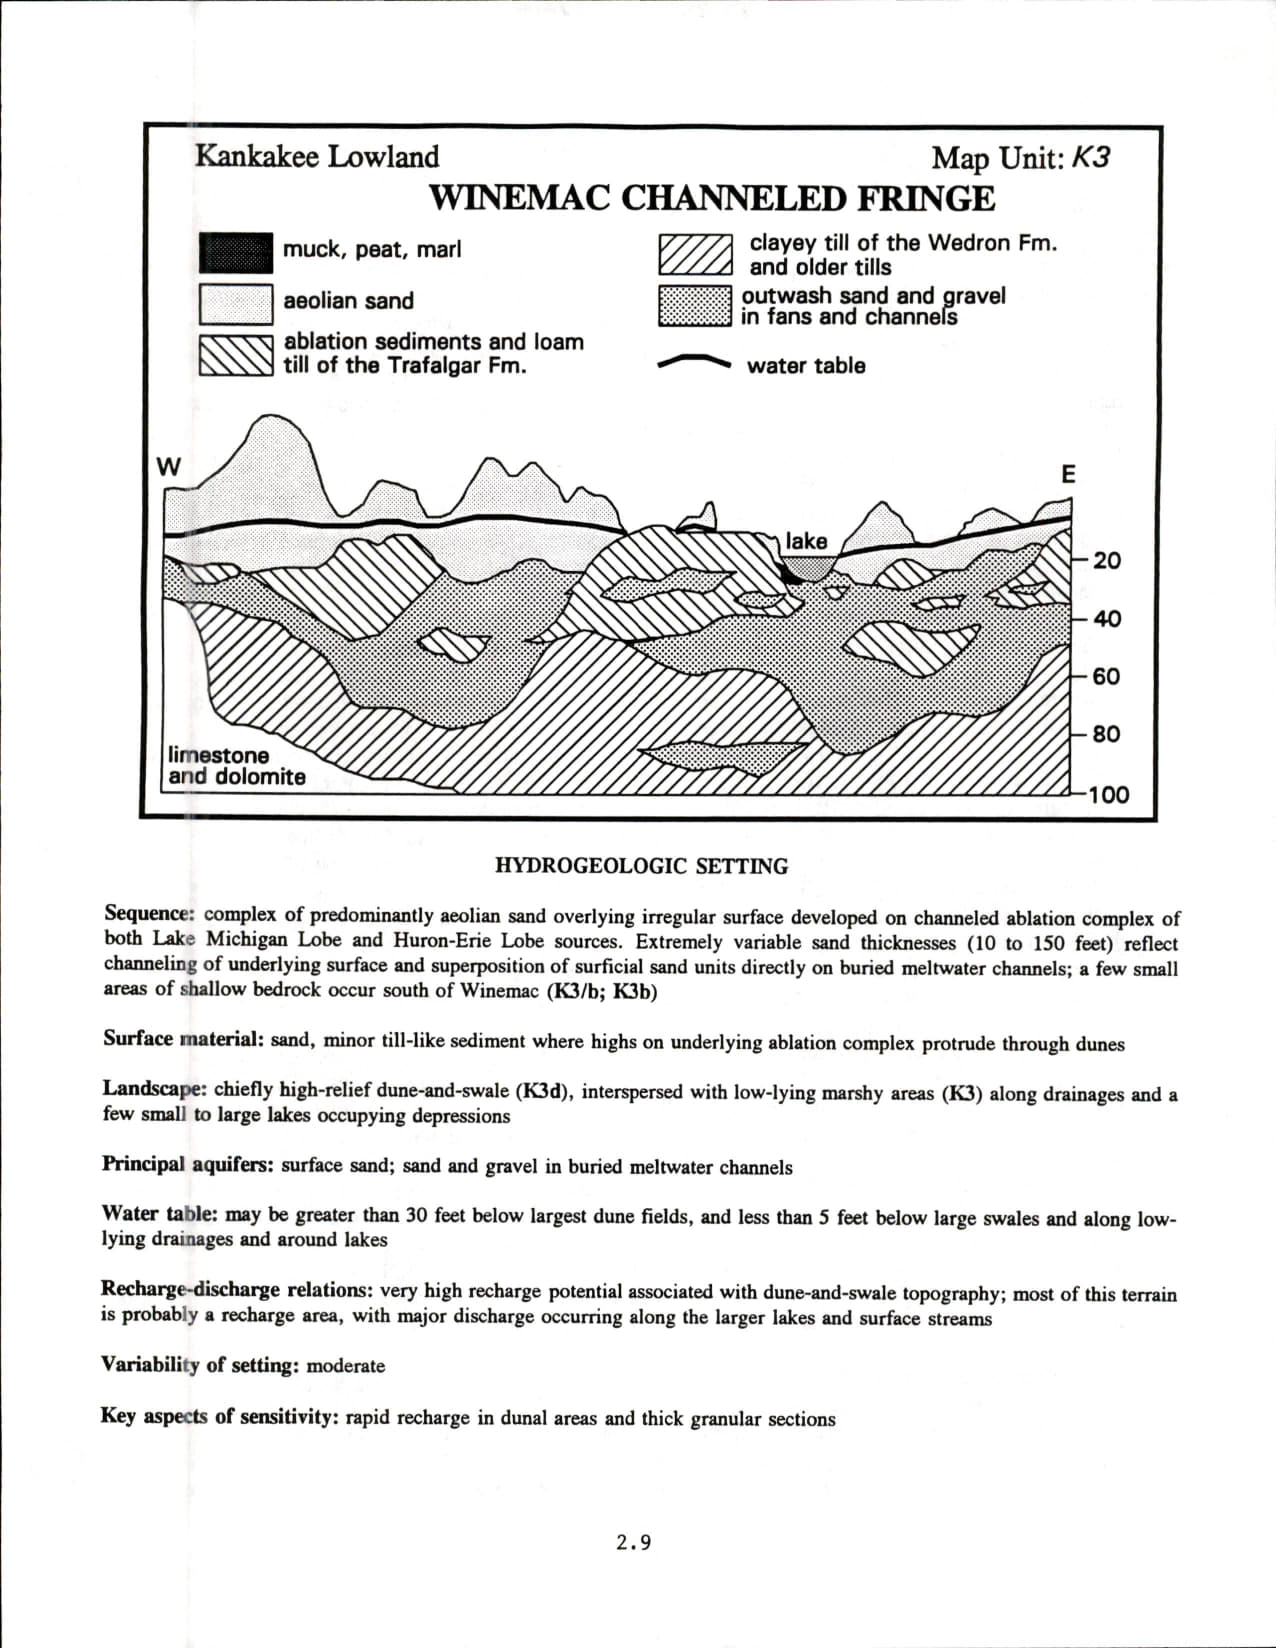 Kankakee Lowland
Map Unit: K3
WINEMAC CHANNELED FRINGE
muck, peat, marl
aeolian sand
ablation sediments and loam
till of the Trafalgar Fm.
clayey till of the Wedron Fm.
and older tills
outwash sand and gravel
in fans and channels
water table
W
E
lake
20
40
60
80
100
limestone
and dolomite
HYDROGEOLOGIC SETTING
Sequence: complex of predominantly aeolian sand overlying irregular surface developed on channeled ablation complex of
both Lake Michigan Lobe and Huron-Erie Lobe sources. Extremely variable sand thicknesses (10 to 150 feet) reflect
channeling of underlying surface and superposition of surficial sand units directly on buried meltwater channels; a few small
areas of shallow bedrock occur south of Winemac (K3/b; K3b)
Surface material: sand, minor till-like sediment where highs on underlying ablation complex protrude through dunes
Landscape: chiefly high-relief dune-and-swale (K3d), interspersed with low-lying marshy areas (K3) along drainages and a
few small to large lakes occupying depressions
Principal aquifers: surface sand; sand and gravel in buried meltwater channels
Water table: may be greater than 30 feet below largest dune fields, and less than 5 feet below large swales and along low-
lying drainages and around lakes
Recharge-discharge relations: very high recharge potential associated with dune-and-swale topography; most of this terrain
is probably a recharge area, with major discharge occurring along the larger lakes and surface streams
Variability of setting: moderate
Key aspects of sensitivity: rapid recharge in dunal areas and thick granular sections
2.9